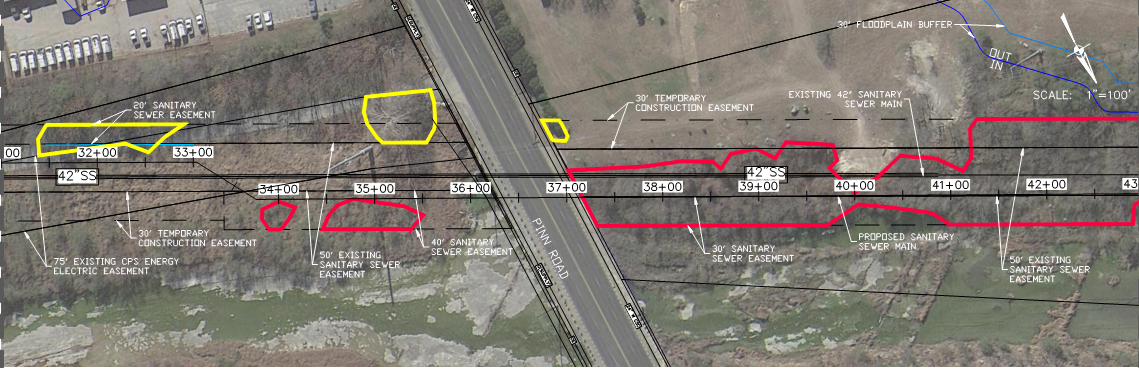 30' FLOODPLAIN BUFFER
OUT
IN
SCALE: 1"=100'
20' SANITARY
SEWER EASEMENT
30' TEMPORARY
CONSTRUCTION EASEMENT
EXISTING 42" SANITARY
SEWER MAIN
00
32+00
33+00
42"SS
42"SS
34+00
35+00
36+00
37+00
38+00
39+00
40+00
41+00
42+00
43
PINN ROAD
30' TEMPORARY
CONSTRUCTION EASEMENT
75' EXISTING CPS ENERGY
ELECTRIC EASEMENT
50' EXISTING
SANITARY SEWER
EASEMENT
40' SANITARY
SEWER EASEMENT
30' SANITARY
SEWER EASEMENT
PROPOSED SANITARY
SEWER MAIN
50' EXISTING
SANITARY SEWER
EASEMENT